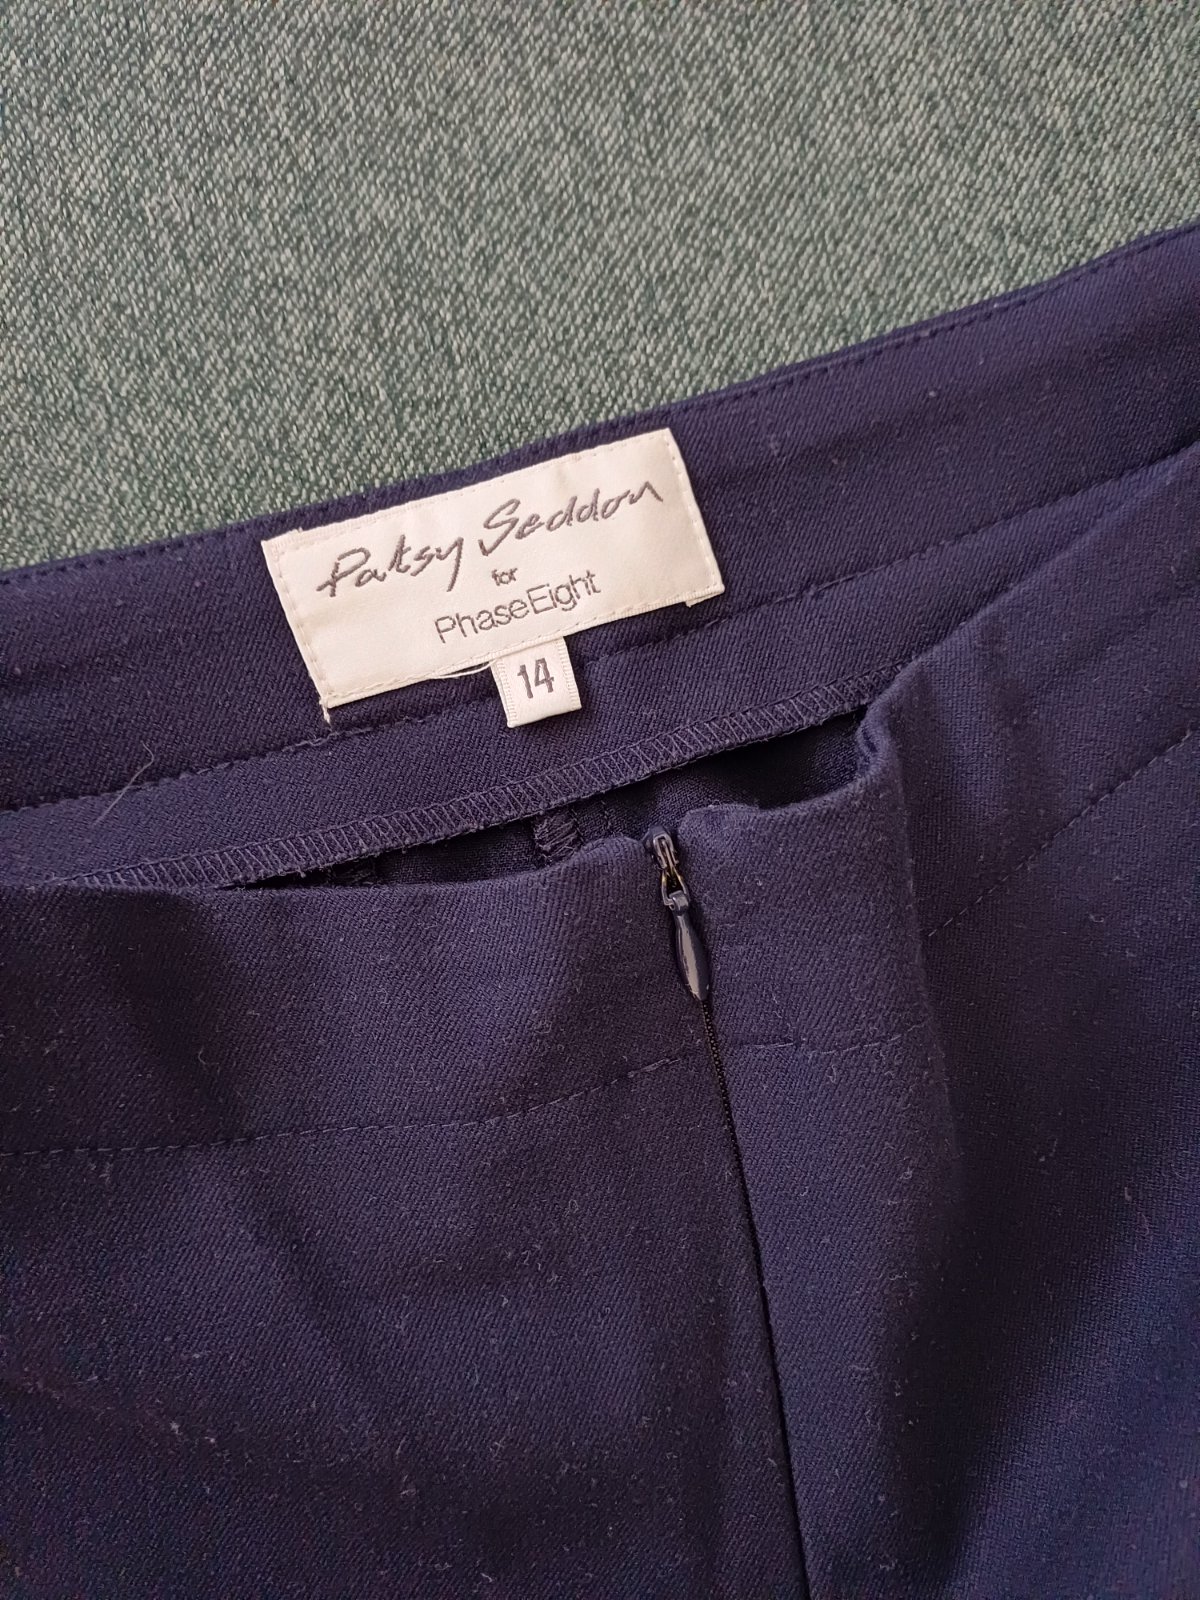 Patsy Seddon
for
PhaseEight
14